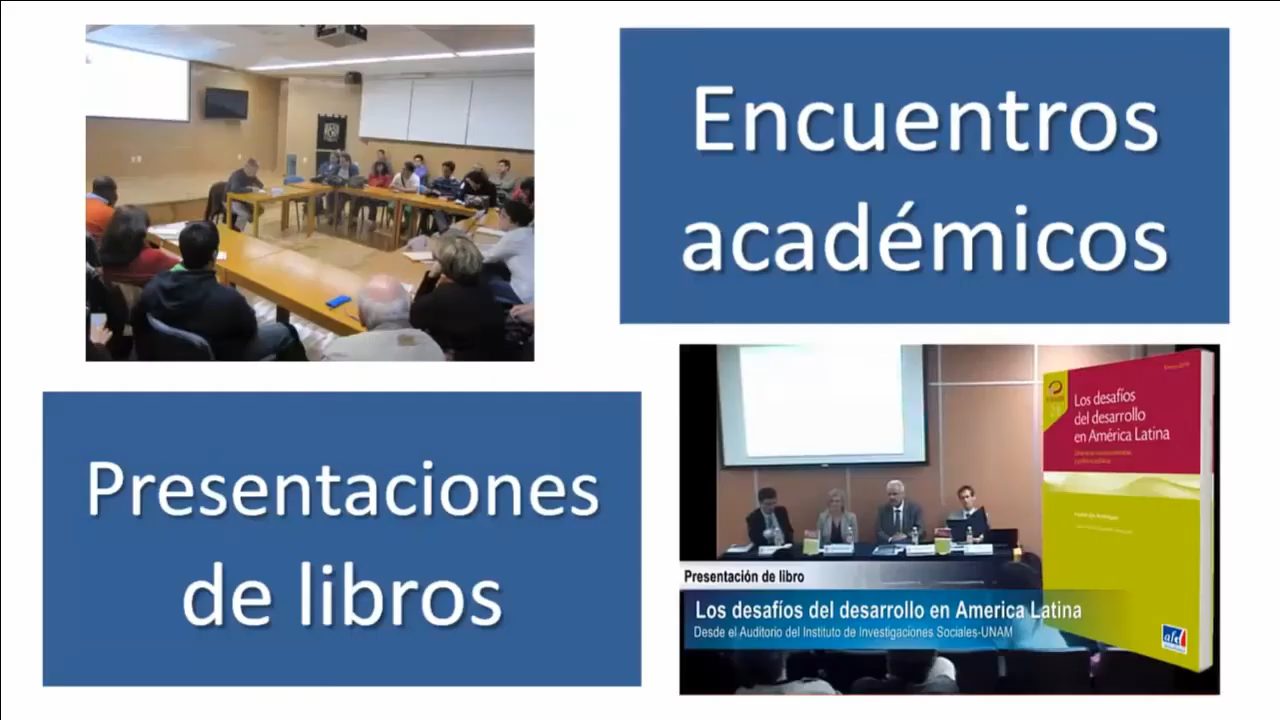 Encuentros
académicos
Presentaciones
de libros
Los desafíos
del desarrollo
en América Latina
Presentación de libro
Los desafíos del desarrollo en America Latina
Desde el Auditorio del Instituto de Investigaciones Sociales-UNAM
afd